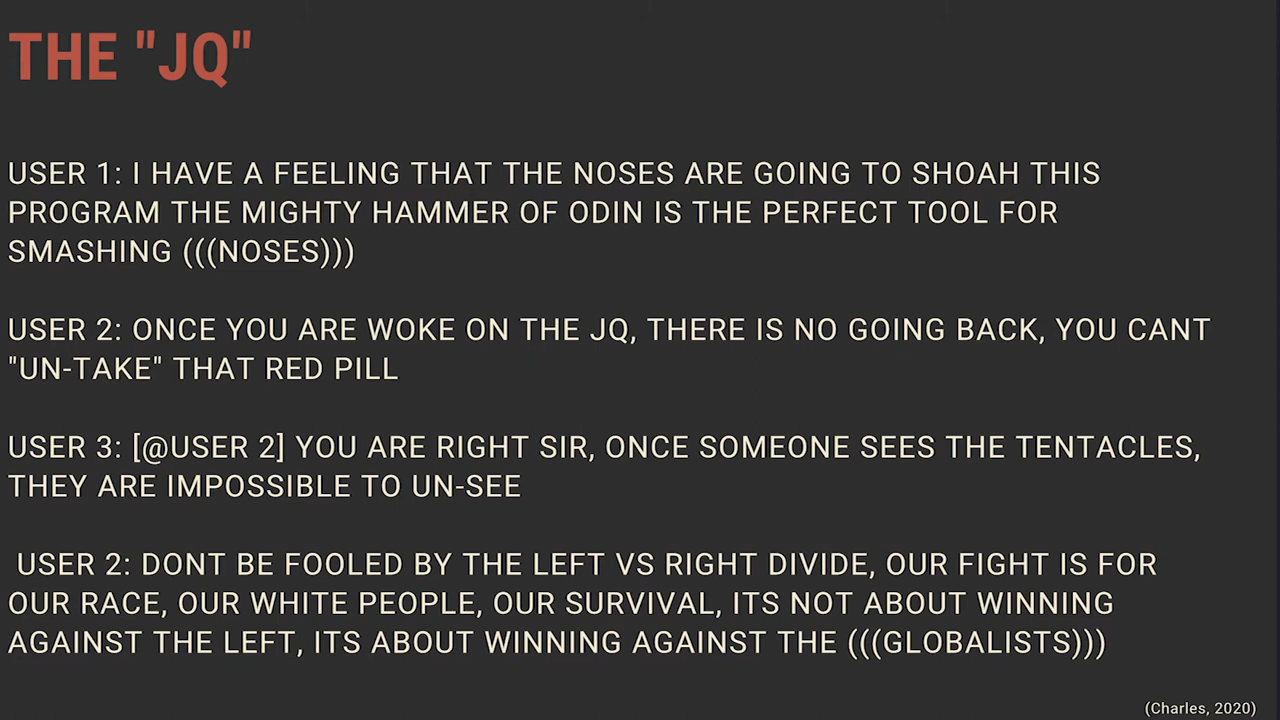 THE "JQ"
USER 1: I HAVE A FEELING THAT THE NOSES ARE GOING TO SHOAH THIS
PROGRAM THE MIGHTY HAMMER OF ODIN IS THE PERFECT TOOL FOR
SMASHING (((NOSES)))
USER 2: ONCE YOU ARE WOKE ON THE JQ, THERE IS NO GOING BACK, YOU CANT
"UN-TAKE" THAT RED PILL
USER 3: [@USER 2] YOU ARE RIGHT SIR, ONCE SOMEONE SEES THE TENTACLES,
THEY ARE IMPOSSIBLE TO UN-SEE
USER 2: DONT BE FOOLED BY THE LEFT VS RIGHT DIVIDE, OUR FIGHT IS FOR
OUR RACE, OUR WHITE PEOPLE, OUR SURVIVAL, ITS NOT ABOUT WINNING
AGAINST THE LEFT, ITS ABOUT WINNING AGAINST THE (((GLOBALISTS)))
(Charles, 2020)